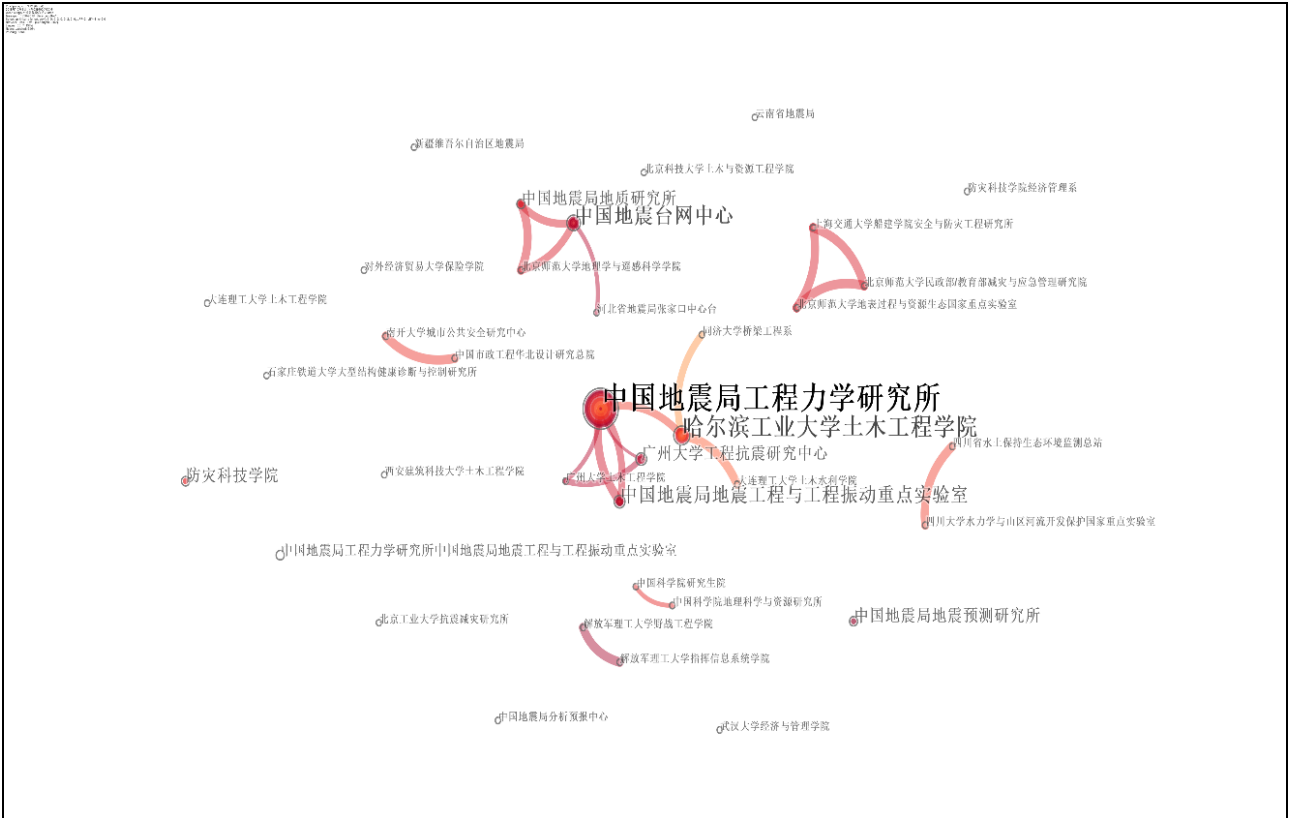 云南省地震局
新疆维吾尔自治区地震局
北京科技大学土木与资源工程学院
防灾科技学院经济管理系
中国地震局地质研究所
中国地震台网中心
上海交通大学船建学院安全与防灾工程研究所
对外经济贸易大学保险学院
北京师范大学地理学与遥感科学学院
北京师范大学民政部/教育部减灾与应急管理研究院
大连理工大学土木工程学院
北京师范大学地表过程与资源生态国家重点实验室
河北省地震局张家口中心台
南开大学城市公共安全研究中心
同济大学桥梁工程系
中国市政工程华北设计研究总院
石家庄铁道大学大型结构健康诊断与控制研究所
中国地震局工程力学研究所
哈尔滨工业大学土木工程学院
四川省水土保持生态环境监测总站
广州大学工程抗震研究中心
防灾科技学院
西安建筑科技大学土木工程学院
广州大学土木工程学院
大连理工大学土木水利学院
中国地震局地震工程与工程振动重点实验室
四川大学水力学与山区河流开发保护国家重点实验室
中国地震局工程力学研究所中国地震局地震工程与工程振动重点实验室
中国科学院研究生院
中国科学院地理科学与资源研究所
北京工业大学抗震减灾研究所
解放军理工大学野战工程学院
中国地震局地震预测研究所
解放军理工大学指挥信息系统学院
中国地震局分析预报中心
武汉大学经济与管理学院